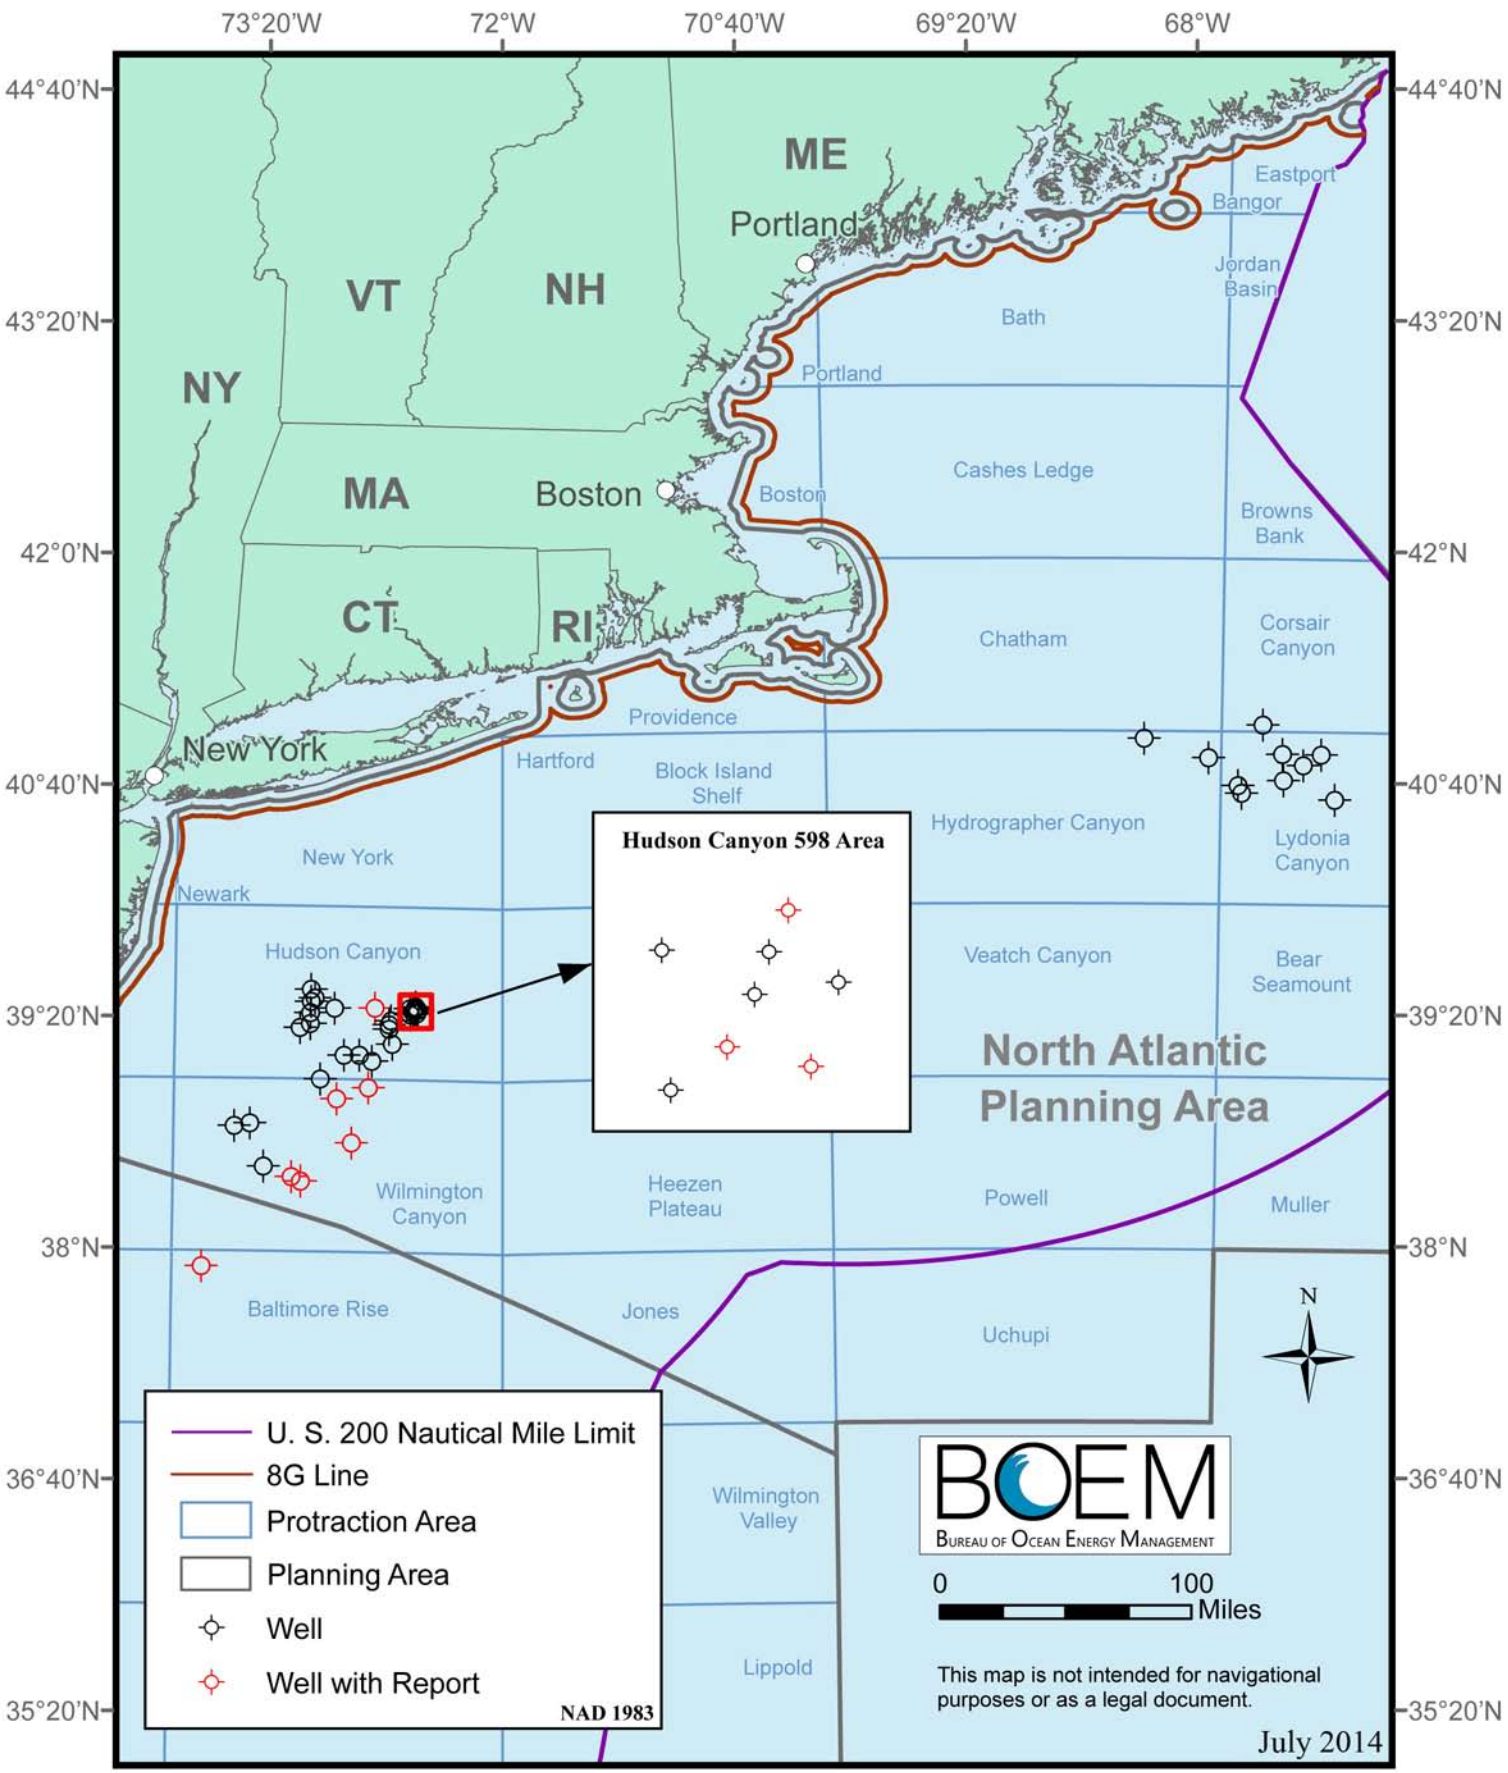 73°20'W 72°W 70°40'W 69°20'W 68°W
44°40'N 44°40'N
ME
Eastport
Bangor
Portland
Jordan
Basin
VT
NH
43°20'N 43°20'N
Bath
Portland
NY
Cashes Ledge
MA
Boston
Boston
Browns
Bank
42°0'N 42°N
CT
RI
Chatham
Corsair
Canyon
Providence
New York
Hartford
Block Island
Shelf
40°40'N 40°40'N
Hydrographer Canyon
Lydonia
Canyon
Hudson Canyon 598 Area
New York
Newark
Hudson Canyon
Veatch Canyon
Bear
Seamount
39°20'N 39°20'N
North Atlantic
Planning Area
Wilmington
Canyon
Heezen
Plateau
Powell
Muller
38°N 38°N
Baltimore Rise
Jones
Uchupi
N
U. S. 200 Nautical Mile Limit
8G Line
Protraction Area
Planning Area
Well
Well with Report
NAD 1983
36°40'N 36°40'N
Wilmington
Valley
BOEM
BUREAU OF OCEAN ENERGY MANAGEMENT
0 100
Miles
Lippold
This map is not intended for navigational
purposes or as a legal document.
35°20'N 35°20'N
July 2014